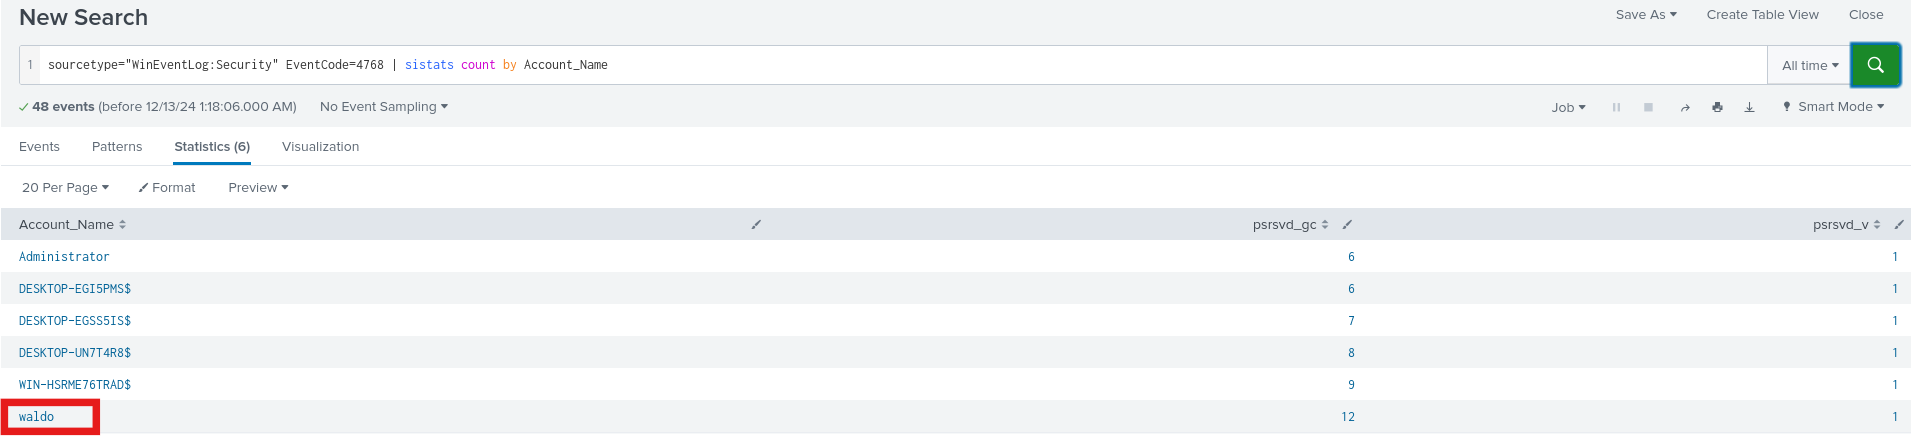 New Search
Save As Create Table View Close
1 sourcetype="WinEventLog:Security" EventCode=4768 | sistats count by Account_Name
All time
48 events (before 12/13/24 1:18:06.000 AM) No Event Sampling
Job Smart Mode
Events Patterns Statistics (6) Visualization
20 Per Page Format Preview
Account_Name psrsvd_gc psrsvd_v
Administrator 6 1
DESKTOP-EGI5PMS$ 6 1
DESKTOP-EGSS5IS$ 7 1
DESKTOP-UN7T4R8$ 8 1
WIN-HSRME76TRAD$ 9 1
waldo 12 1